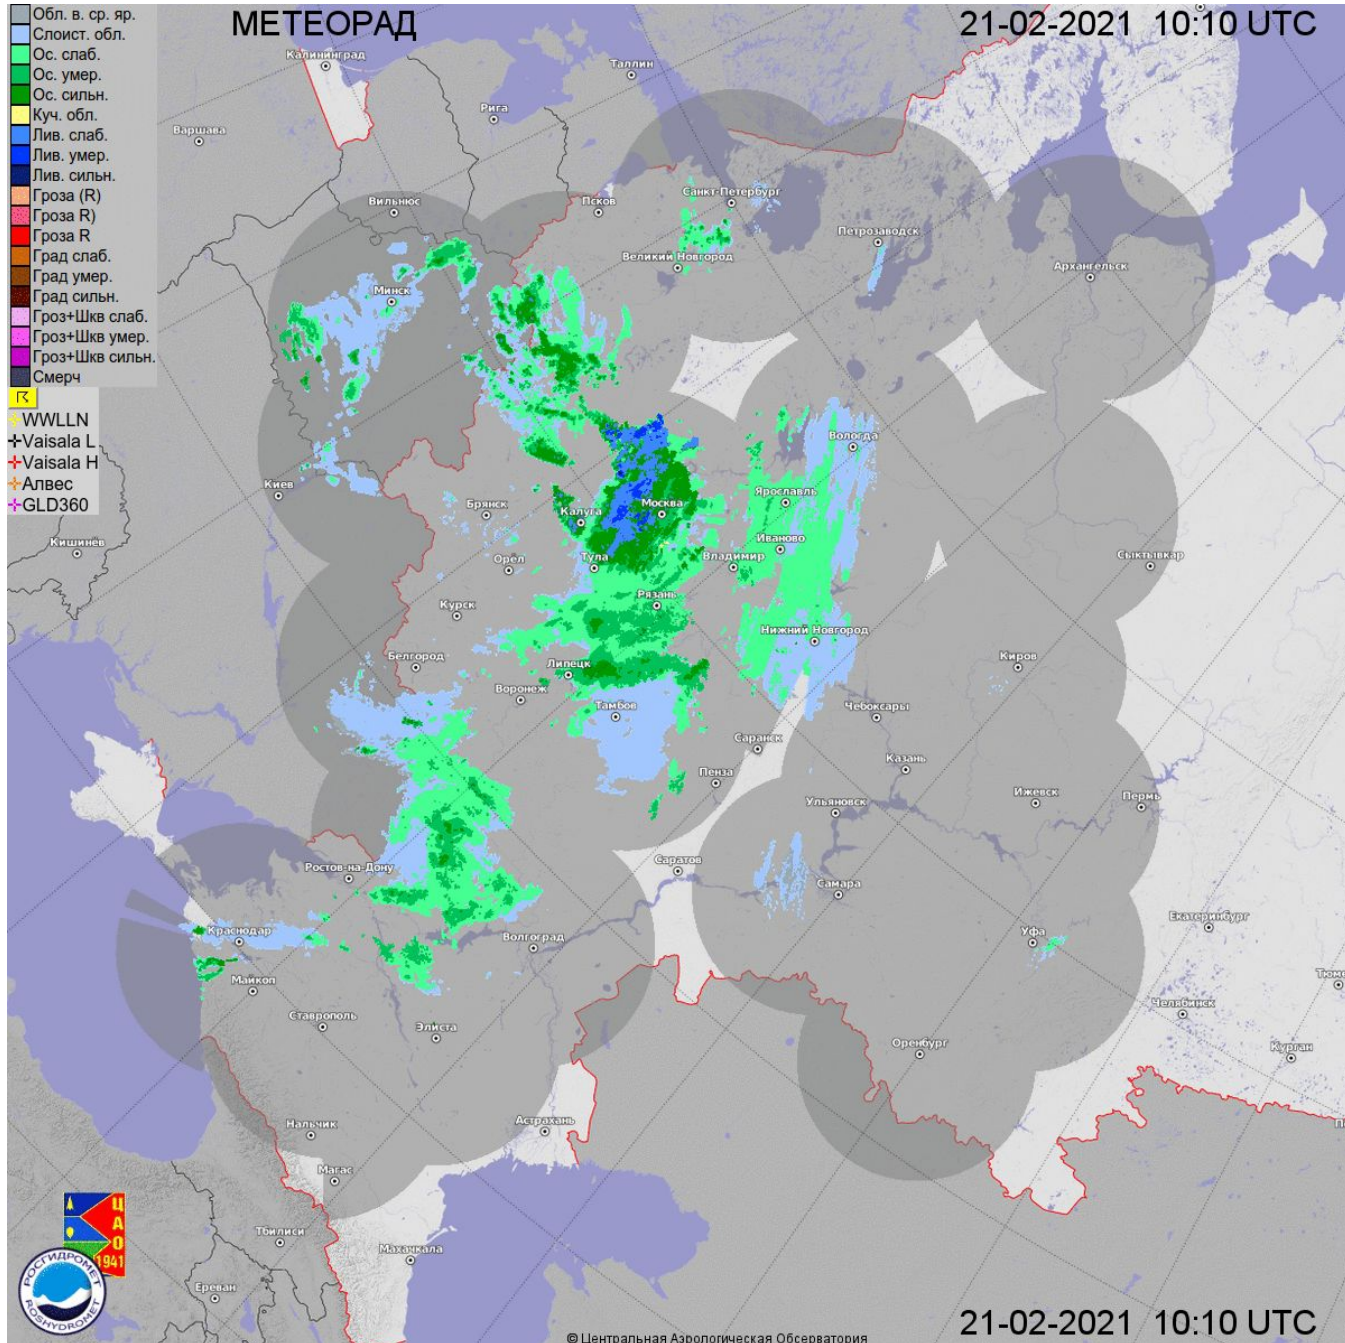 МЕТЕОРАД
21-02-2021 10:10 UTC
Обл. в. ср. яр.
Слоист. обл.
Ос. слаб.
Ос. умер.
Ос. сильн.
Куч. обл.
Лив. слаб.
Лив. умер.
Лив. сильн.
Гроза (R)
Гроза R)
Гроза R
Град слаб.
Град умер.
Град сильн.
Гроз+Шкв слаб.
Гроз+Шкв умер.
Гроз+Шкв сильн.
Смерч
WWLLN
Vaisala L
Vaisala H
Алвес
GLD360
Калининград
Таллин
Рига
Варшава
Вильнюс
Псков
Санкт-Петербург
Петрозаводск
Великий Новгород
Архангельск
Минск
Вологда
Киев
Брянск
Калуга
Москва
Ярославль
Кишинёв
Орёл
Тула
Владимир
Иваново
Сыктывкар
Курск
Рязань
Нижний Новгород
Белгород
Липецк
Киров
Воронеж
Тамбов
Чебоксары
Саранск
Пенза
Казань
Ульяновск
Ижевск
Пермь
Ростов-на-Дону
Саратов
Самара
Краснодар
Волгоград
Уфа
Екатеринбург
Майкоп
Тюме
Ставрополь
Элиста
Челябинск
Оренбург
Курган
Нальчик
Астрахань
П
Магас
Тбилиси
Махачкала
Ереван
ЦАО
1941
РОСГИДРОМЕТ
ROSHYDROMET
21-02-2021 10:10 UTC
© Центральная Аэрологическая Обсерватория